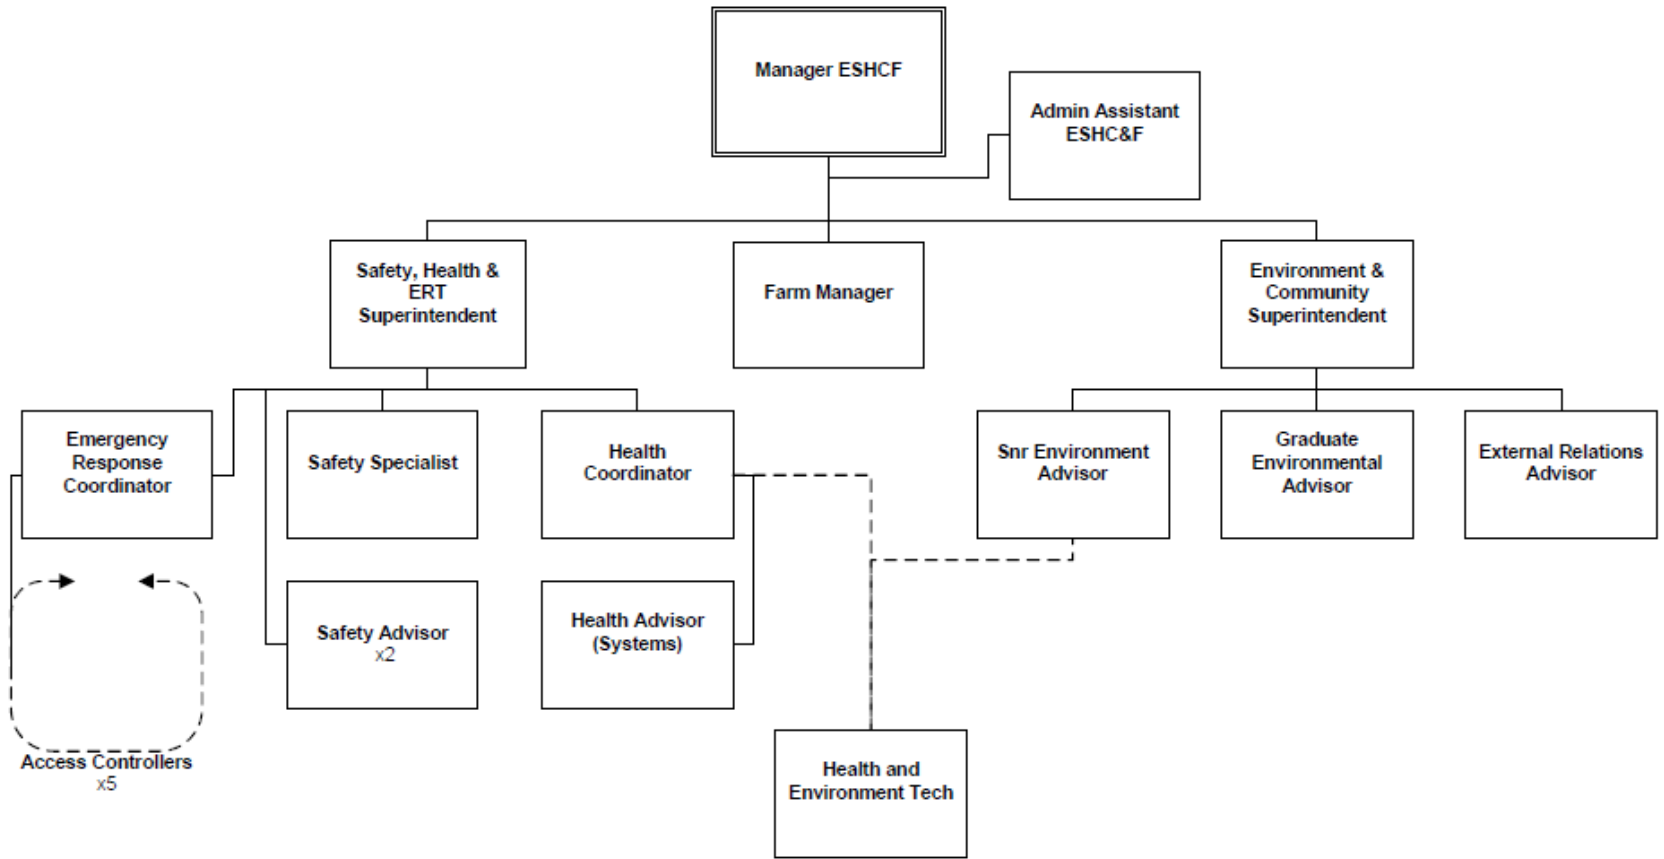 Manager ESHCF
Admin Assistant
ESHC&F
Safety, Health &
ERT
Superintendent
Farm Manager
Environment &
Community
Superintendent
Emergency
Response
Coordinator
Safety Specialist
Health
Coordinator
Snr Environment
Advisor
Graduate
Environmental
Advisor
External Relations
Advisor
Safety Advisor
x2
Health Advisor
(Systems)
Access Controllers
x5
Health and
Environment Tech